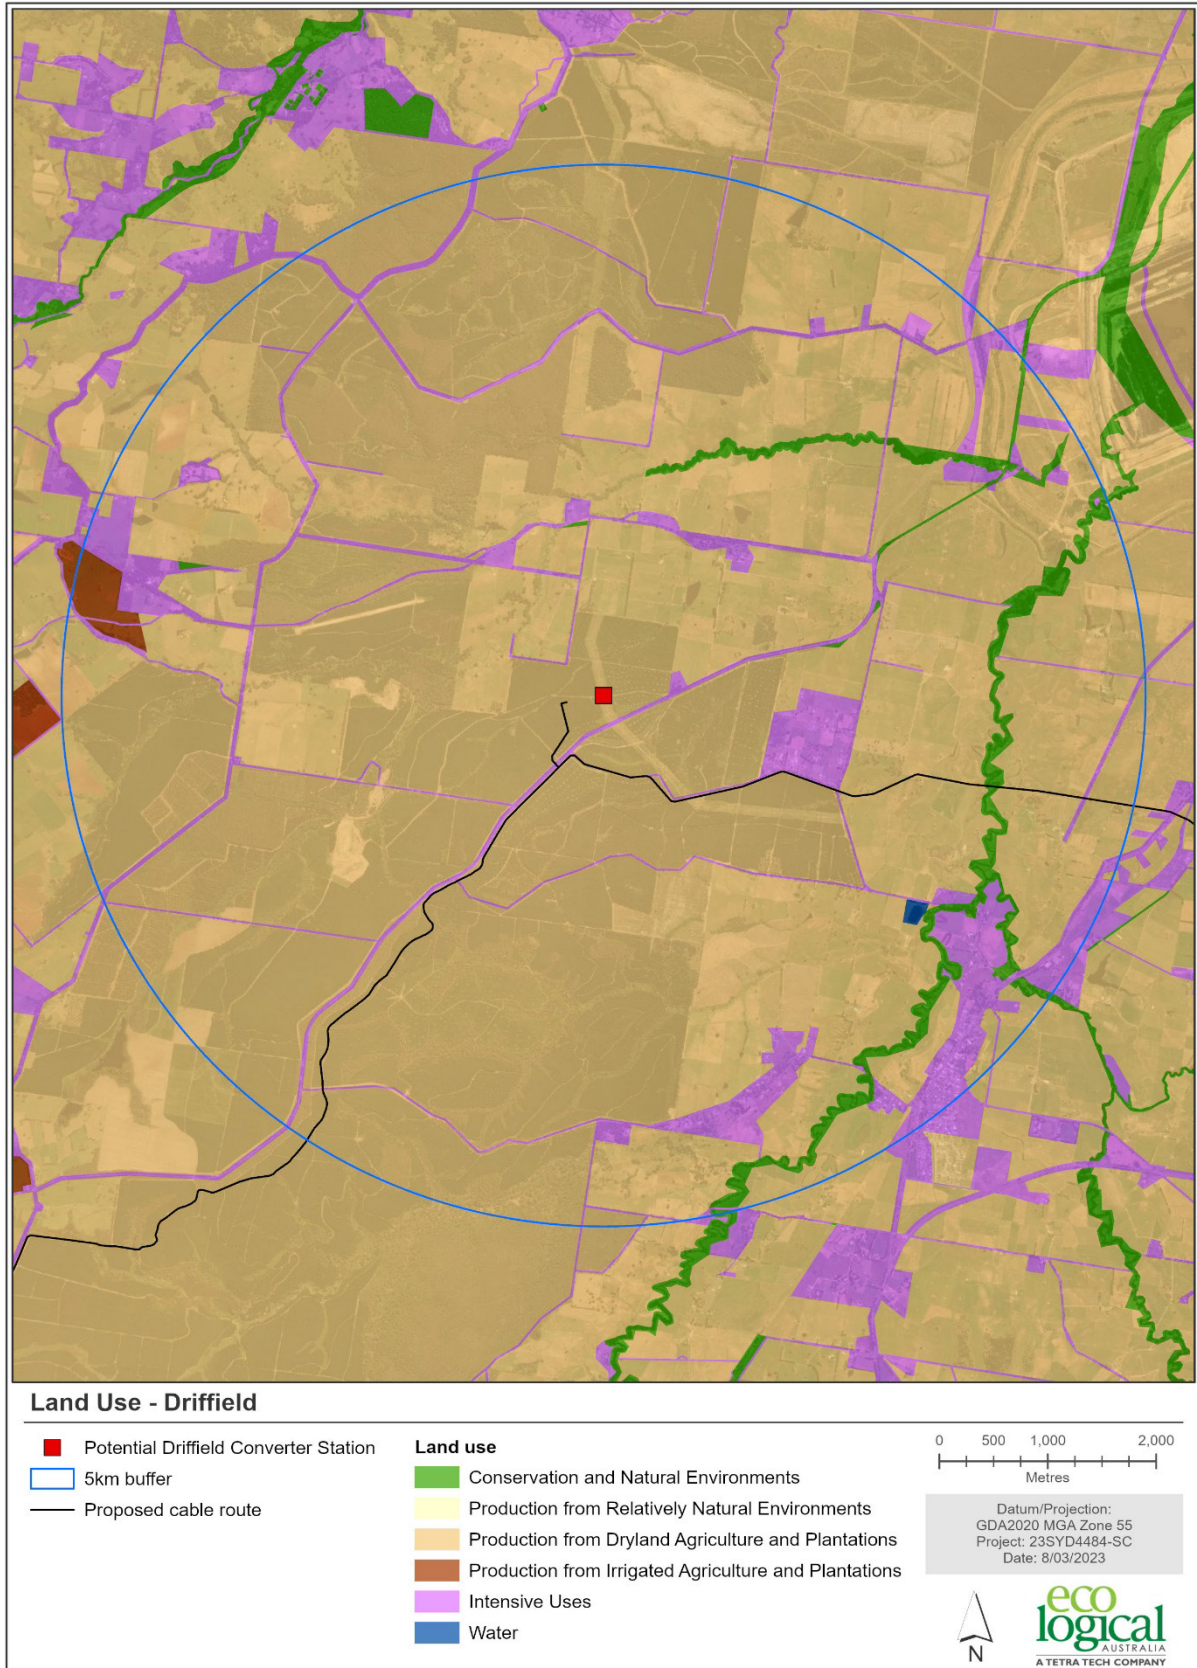 Land Use - Driffield
Potential Driffield Converter Station
5km buffer
Proposed cable route
Land use
Conservation and Natural Environments
Production from Relatively Natural Environments
Production from Dryland Agriculture and Plantations
Production from Irrigated Agriculture and Plantations
Intensive Uses
Water
0 500 1,000 2,000
Metres
Datum/Projection:
GDA2020 MGA Zone 55
Project: 23SYD4484-SC
Date: 8/03/2023
N
eco
logical
AUSTRALIA
A TETRA TECH COMPANY